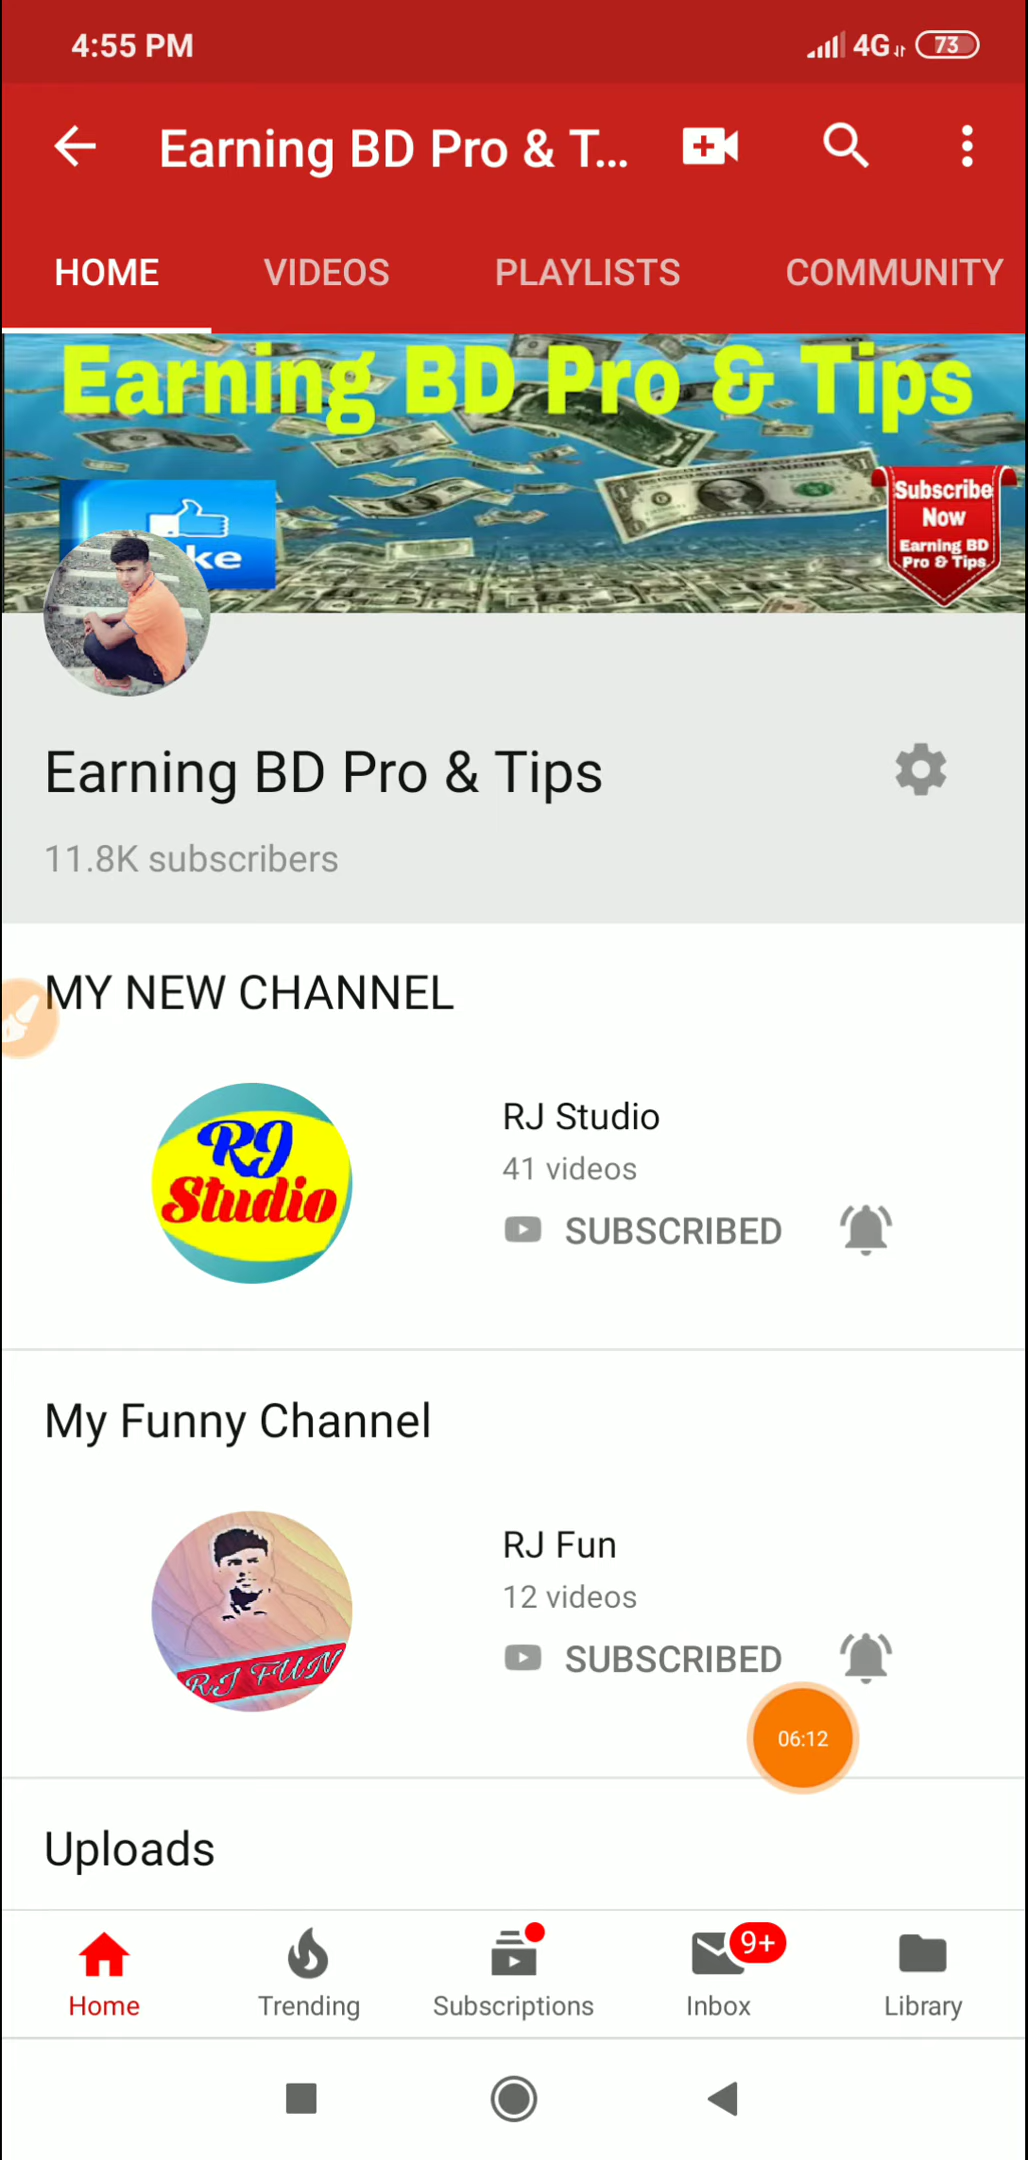 4:55 PM
4G 73
Earning BD Pro & T...
HOME VIDEOS PLAYLISTS COMMUNITY
Earning BD Pro & Tips
ke
Subscribe
Now
Earning BD
Pro & Tips
Earning BD Pro & Tips
11.8K subscribers
MY NEW CHANNEL
RJ
Studio
RJ Studio
41 videos
SUBSCRIBED
My Funny Channel
RJ FUN
RJ Fun
12 videos
SUBSCRIBED
06:12
Uploads
9+
Home Trending Subscriptions Inbox Library